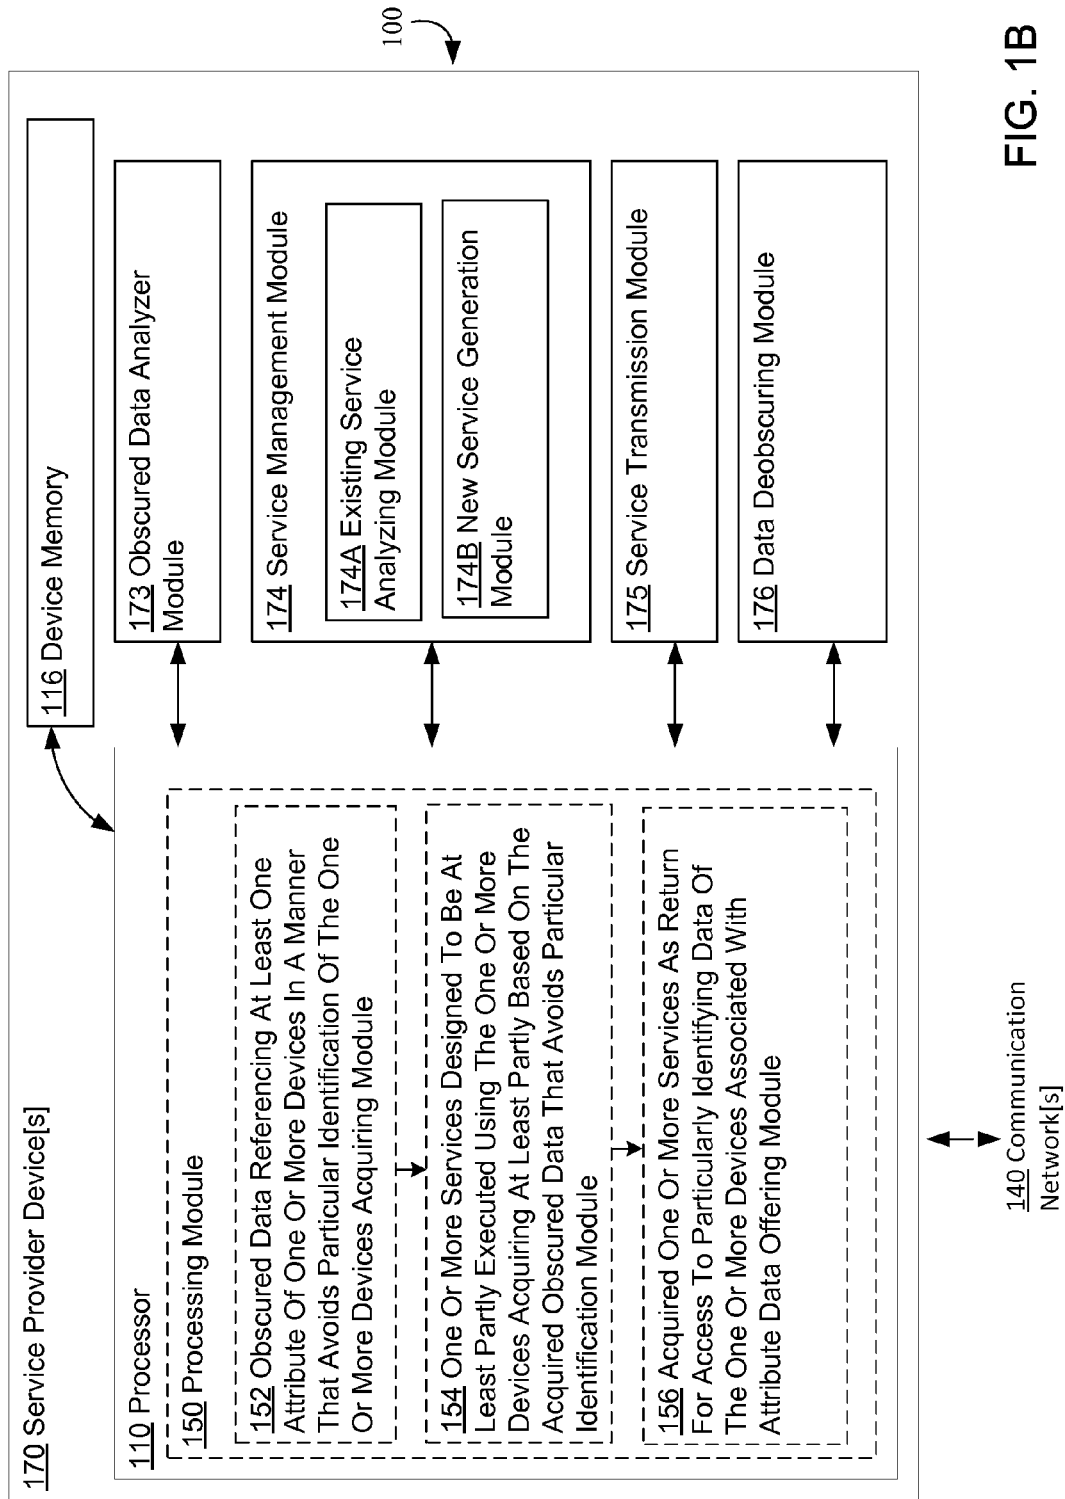 170 Service Provider Device[s]
110 Processor
150 Processing Module
152 Obscured Data Referencing At Least One
Attribute Of One Or More Devices In A Manner
That Avoids Particular Identification Of The One
Or More Devices Acquiring Module
154 One Or More Services Designed To Be At
Least Partly Executed Using The One Or More
Devices Acquiring At Least Partly Based On The
Acquired Obscured Data That Avoids Particular
Identification Module
156 Acquired One Or More Services As Return
For Access To Particularly Identifying Data Of
The One Or More Devices Associated With
Attribute Data Offering Module
116 Device Memory
173 Obscured Data Analyzer
Module
174 Service Management Module
174A Existing Service
Analyzing Module
174B New Service Generation
Module
175 Service Transmission Module
176 Data Deobscuring Module
140 Communication
Network[s]
100
FIG. 1B